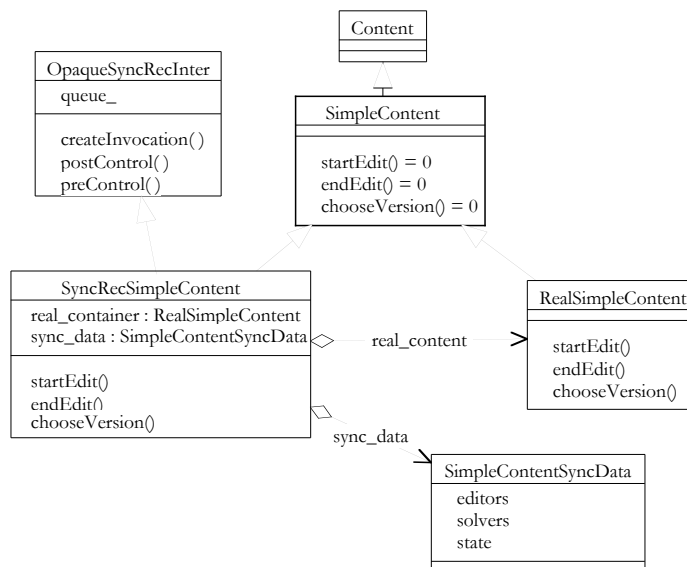 Content
OpaqueSyncRecInter
queue_
createInvocation()
postControl()
preControl()
SimpleContent
startEdit() = 0
endEdit() = 0
chooseVersion() = 0
SyncRecSimpleContent
real_container : RealSimpleContent
sync_data : SimpleContentSyncData
startEdit()
endEdit()
chooseVersion()
real_content
RealSimpleContent
startEdit()
endEdit()
chooseVersion()
sync_data
SimpleContentSyncData
editors
solvers
state